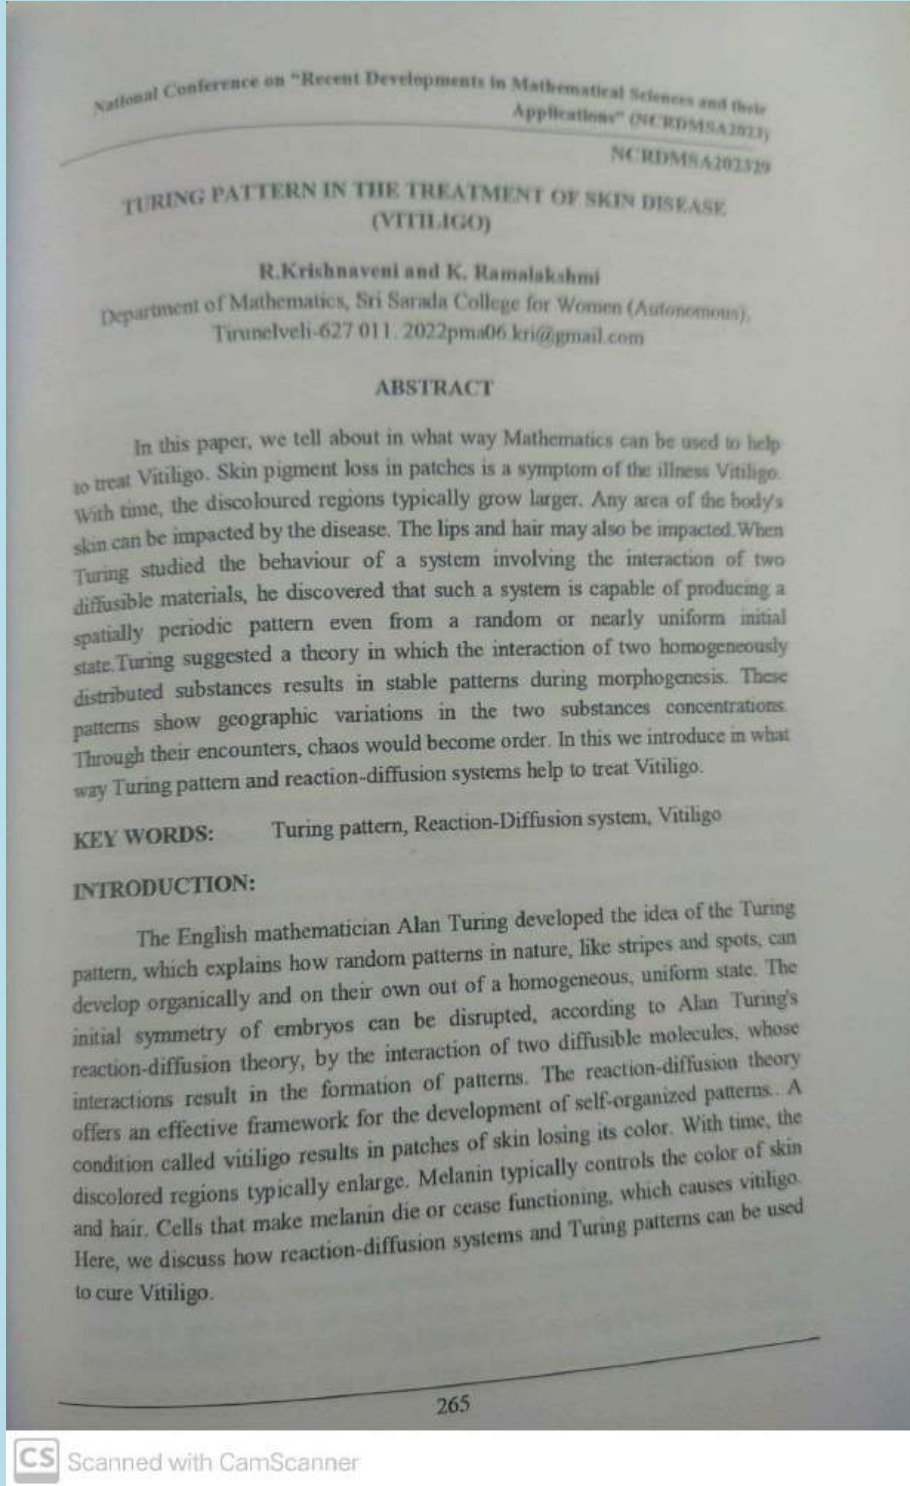 National Conference on "Recent Developments in Mathematical Sciences and their
Applications" (NCRDMSA2023)
NCRDMSA202329
TURING PATTERN IN THE TREATMENT OF SKIN DISEASE
(VITILIGO)
R.Krishnaveni and K. Ramalakshmi
Department of Mathematics, Sri Sarada College for Women (Autonomous),
Tirunelveli-627 011. 2022pma06.kri@gmail.com
ABSTRACT
In this paper, we tell about in what way Mathematics can be used to help
to treat Vitiligo. Skin pigment loss in patches is a symptom of the illness Vitiligo.
With time, the discoloured regions typically grow larger. Any area of the body's
skin can be impacted by the disease. The lips and hair may also be impacted.When
Turing studied the behaviour of a system involving the interaction of two
diffusible materials, he discovered that such a system is capable of producing a
spatially periodic pattern even from a random or nearly uniform initial
state.Turing suggested a theory in which the interaction of two homogeneously
distributed substances results in stable patterns during morphogenesis. These
patterns show geographic variations in the two substances concentrations.
Through their encounters, chaos would become order. In this we introduce in what
way Turing pattern and reaction-diffusion systems help to treat Vitiligo.
KEY WORDS: Turing pattern, Reaction-Diffusion system, Vitiligo
INTRODUCTION:
The English mathematician Alan Turing developed the idea of the Turing
pattern, which explains how random patterns in nature, like stripes and spots, can
develop organically and on their own out of a homogeneous, uniform state. The
initial symmetry of embryos can be disrupted, according to Alan Turing's
reaction-diffusion theory, by the interaction of two diffusible molecules, whose
interactions result in the formation of patterns. The reaction-diffusion theory
offers an effective framework for the development of self-organized patterns.. A
condition called vitiligo results in patches of skin losing its color. With time, the
discolored regions typically enlarge. Melanin typically controls the color of skin
and hair. Cells that make melanin die or cease functioning, which causes vitiligo.
Here, we discuss how reaction-diffusion systems and Turing patterns can be used
to cure Vitiligo.
265
CS Scanned with CamScanner